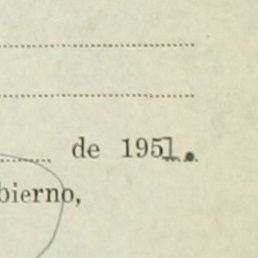 de 1951.
bierno,